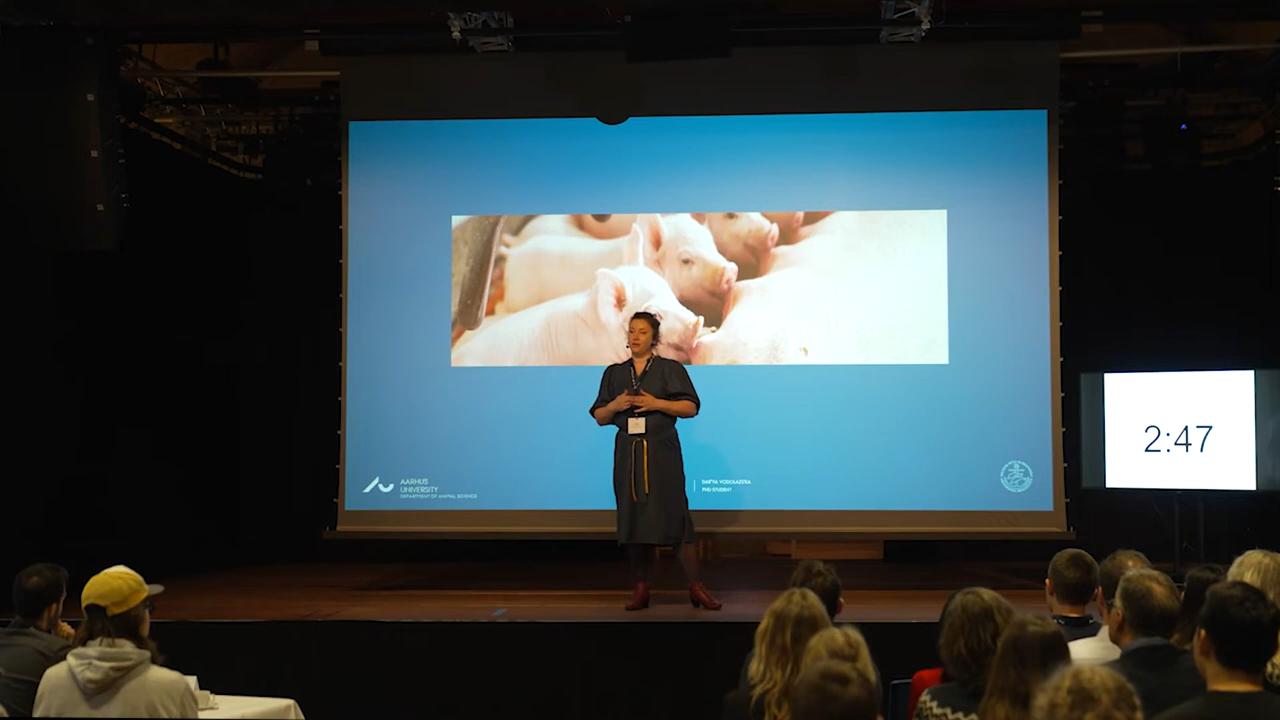 AARHUS
UNIVERSITY
DEPARTMENT OF ANIMAL SCIENCE
PHD STUDENT
2:47